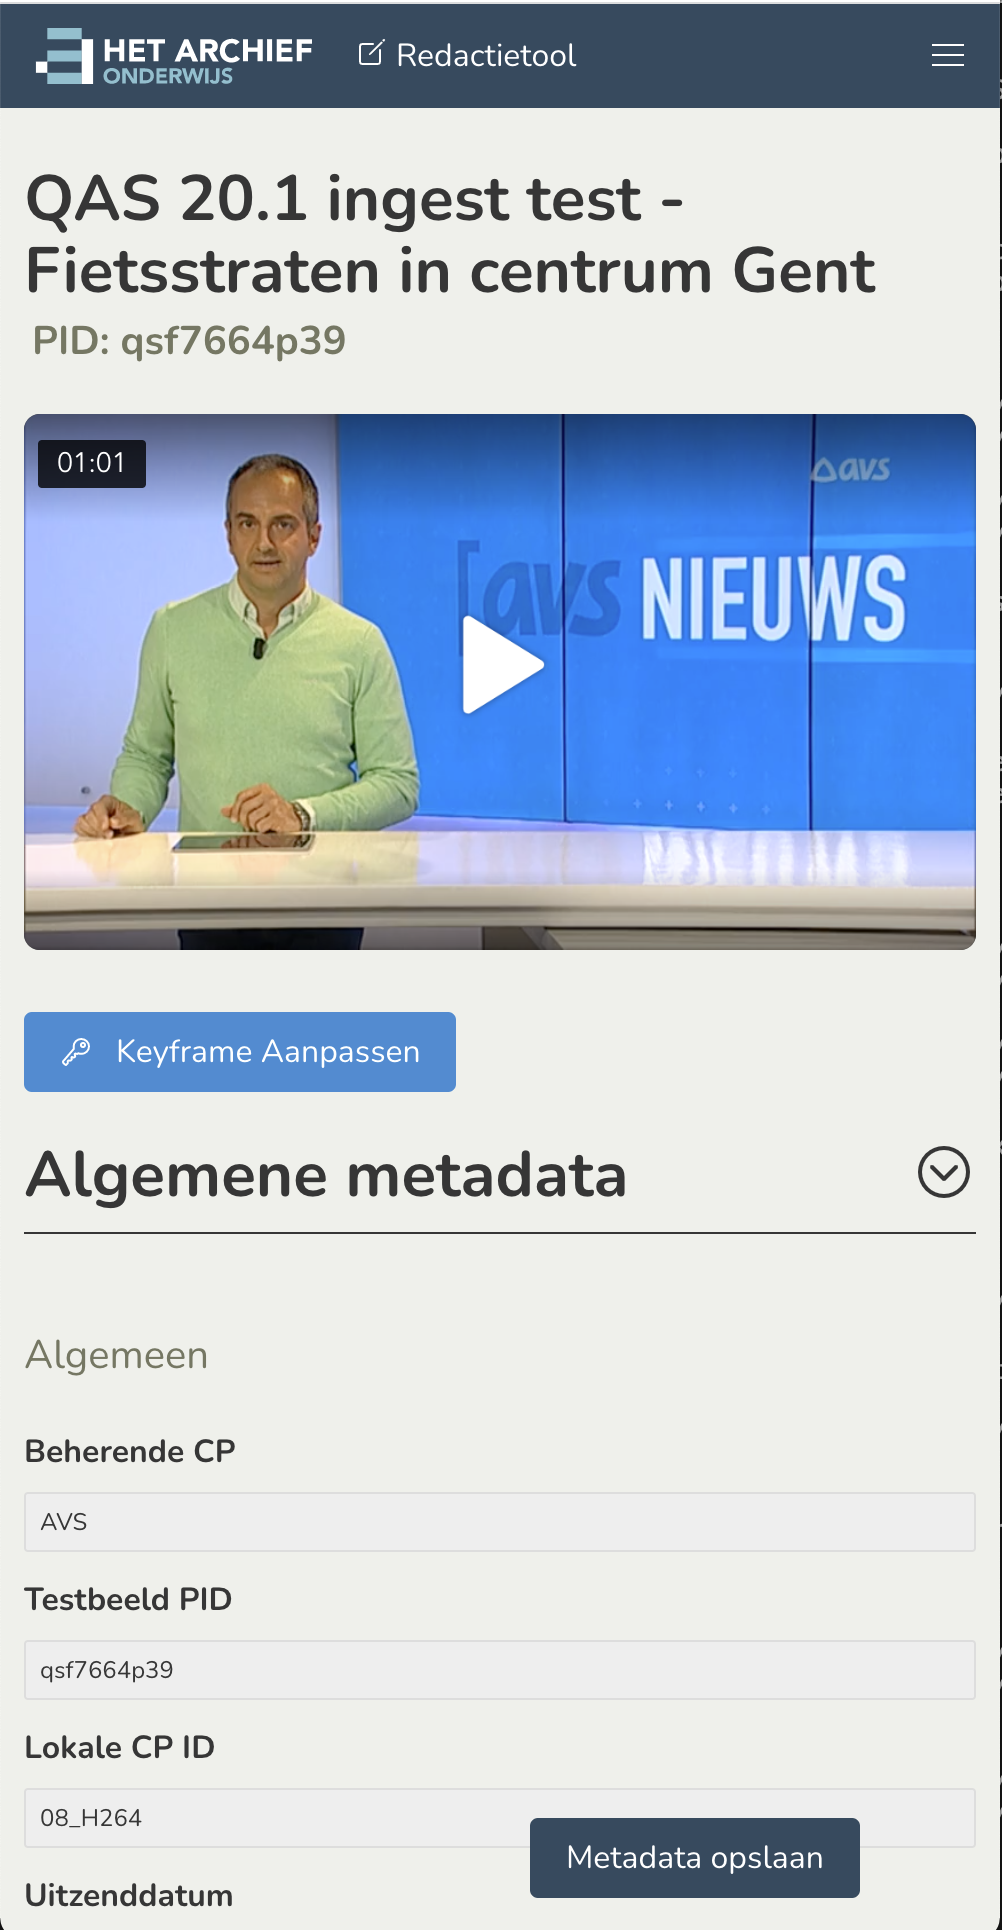 HET ARCHIEF
ONDERWIJS
Redactietool
QAS 20.1 ingest test -
Fietsstraten in centrum Gent
PID: qsf7664p39
01:01
avs
[avs NIEUWS
Keyframe Aanpassen
Algemene metadata
Algemeen
Beherende CP
AVS
Testbeeld PID
qsf7664p39
Lokale CP ID
08_H264
Metadata opslaan
Uitzenddatum